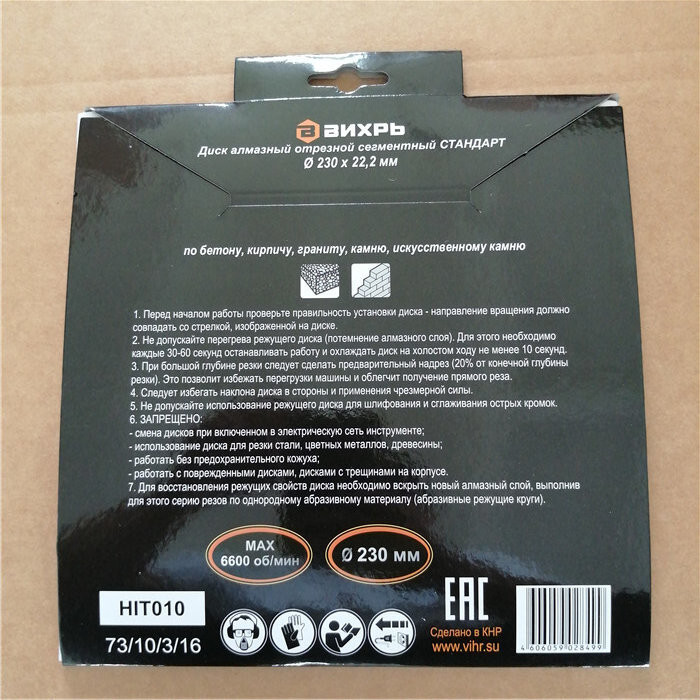 ВИХРЬ
Диск алмазный отрезной сегментный СТАНДАРТ
Ø 230 x 22,2 мм
по бетону, кирпичу, граниту, камню, искусственному камню
1. Перед началом работы проверьте правильность установки диска - направление вращения должно
совпадать со стрелкой, изображенной на диске.
2. Не допускайте перегрева режущего диска (потемнение алмазного слоя). Для этого необходимо
каждые 30-60 секунд останавливать работу и охлаждать диск на холостом ходу не менее 10 секунд.
3. При большой глубине резки следует сделать предварительный надрез (20% от конечной глубины
резки). Это позволит избежать перегрузки машины и облегчит получение прямого реза.
4. Следует избегать наклона диска в стороны и применения чрезмерной силы.
5. Не допускайте использование режущего диска для шлифования и сглаживания острых кромок.
6. ЗАПРЕЩЕНО:
- смена дисков при включенном в электрическую сеть инструменте;
- использование диска для резки стали, цветных металлов, древесины;
- работать без предохранительного кожуха;
- работать с поврежденными дисками, дисками с трещинами на корпусе.
7. Для восстановления режущих свойств диска необходимо вскрыть новый алмазный слой, выполнив
для этого серию резов по однородному абразивному материалу (абразивные режущие круги).
MAX
6600 об/мин
Ø 230 мм
HIT010
73/10/3/16
EAC
Сделано в КНР
www.vihr.su
4606059028499